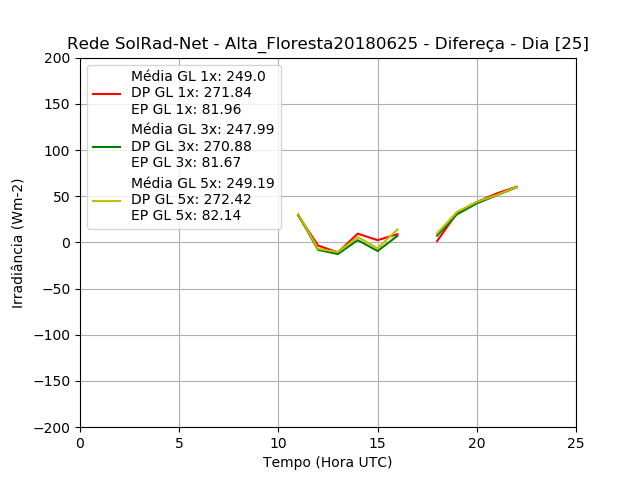 Rede SolRad-Net - Alta_Floresta20180625 - Difereça - Dia [25]
200
150
100
50
0
−50
−100
−150
−200
Irradiância (Wm-2)
Média GL 1x: 249.0
DP GL 1x: 271.84
EP GL 1x: 81.96
Média GL 3x: 247.99
DP GL 3x: 270.88
EP GL 3x: 81.67
Média GL 5x: 249.19
DP GL 5x: 272.42
EP GL 5x: 82.14
0 5 10 15 20 25
Tempo (Hora UTC)